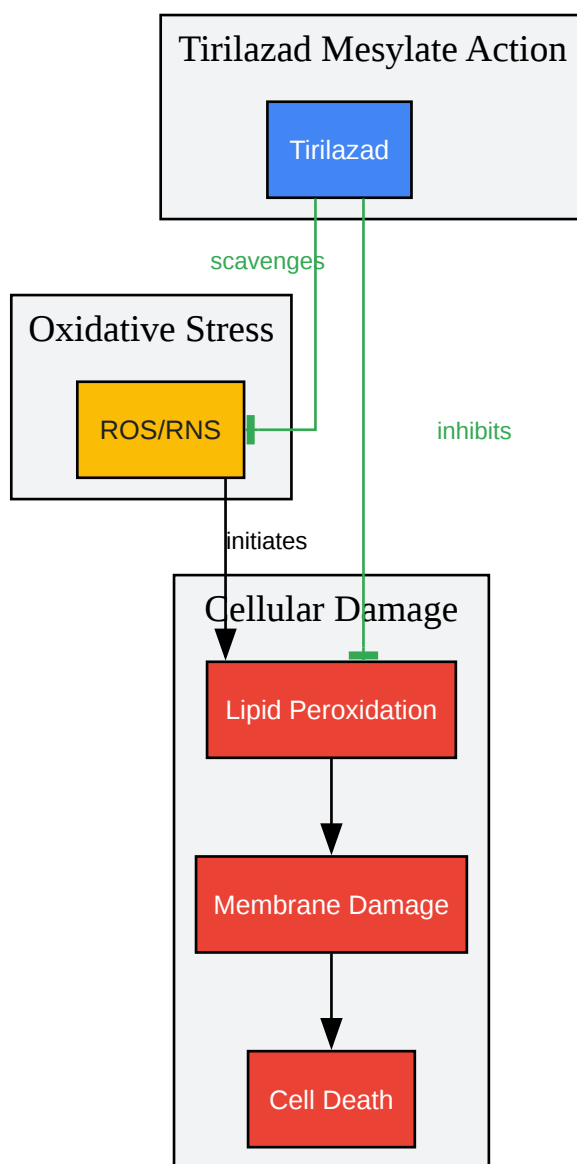 Tirilazad Mesylate Action
Tirilazad
scavenges
Oxidative Stress
ROS/RNS
inhibits
initiates
Cellular Damage
Lipid Peroxidation
Membrane Damage
Cell Death